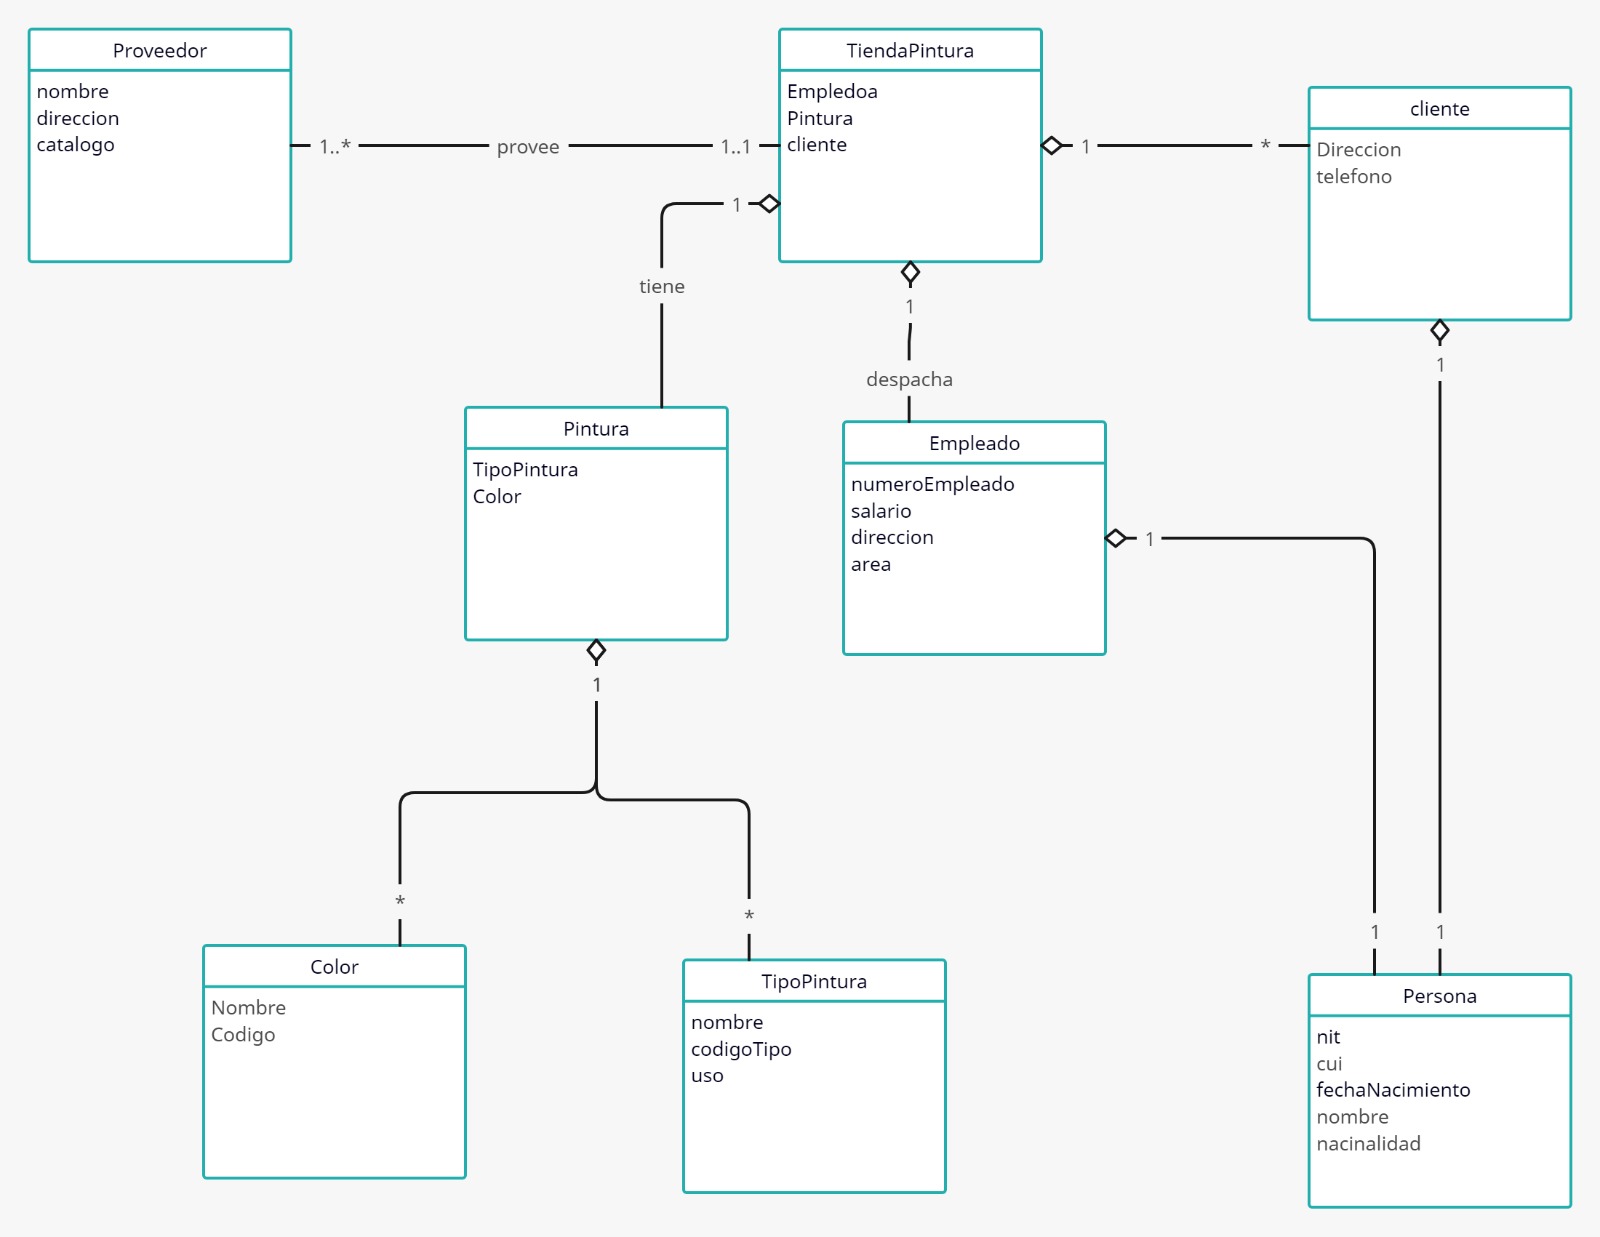 Proveedor
nombre
direccion
catalogo
1..*
provee
1..1
TiendaPintura
Empledoa
Pintura
cliente
1
*
cliente
Direccion
telefono
1
tiene
1
despacha
1
Pintura
TipoPintura
Color
Empleado
numeroEmpleado
salario
direccion
area
1
1
*
*
1
1
Color
Nombre
Codigo
TipoPintura
nombre
codigoTipo
uso
Persona
nit
cui
fechaNacimiento
nombre
nacinalidad